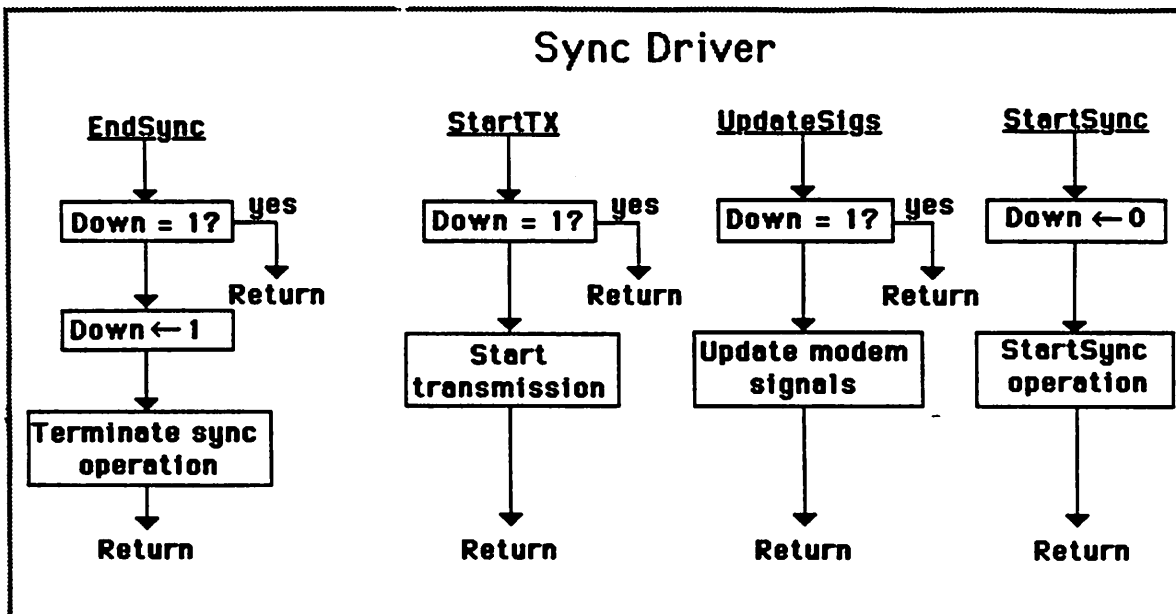 Sync Driver
EndSync
Down = 1?
yes
Return
Down ← 1
Terminate sync
operation
Return
StartTX
Down = 1?
yes
Return
Start
transmission
Return
UpdateSigs
Down = 1?
yes
Return
Update modem
signals
Return
StartSync
Down ← 0
StartSync
operation
Return